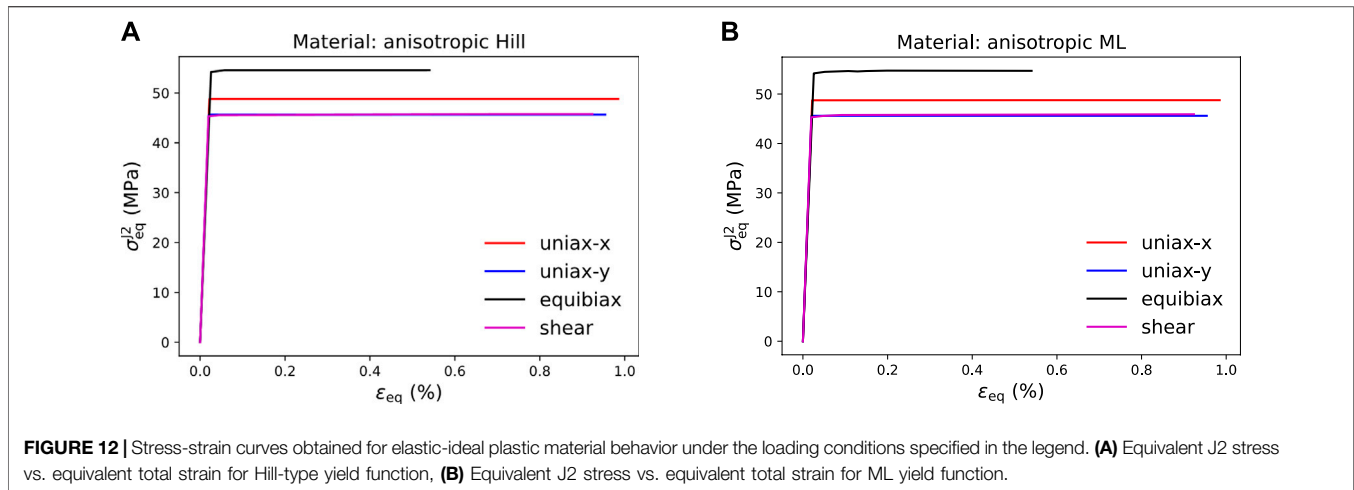 A
Material: anisotropic Hill
σ_eq^J2 (MPa)
50
40
30
20
10
0
uniax-x
uniax-y
equibiax
shear
0.0 0.2 0.4 0.6 0.8 1.0
ε_eq (%)
B
Material: anisotropic ML
σ_eq^J2 (MPa)
50
40
30
20
10
0
uniax-x
uniax-y
equibiax
shear
0.0 0.2 0.4 0.6 0.8 1.0
ε_eq (%)
FIGURE 12 | Stress-strain curves obtained for elastic-ideal plastic material behavior under the loading conditions specified in the legend. (A) Equivalent J2 stress
vs. equivalent total strain for Hill-type yield function, (B) Equivalent J2 stress vs. equivalent total strain for ML yield function.